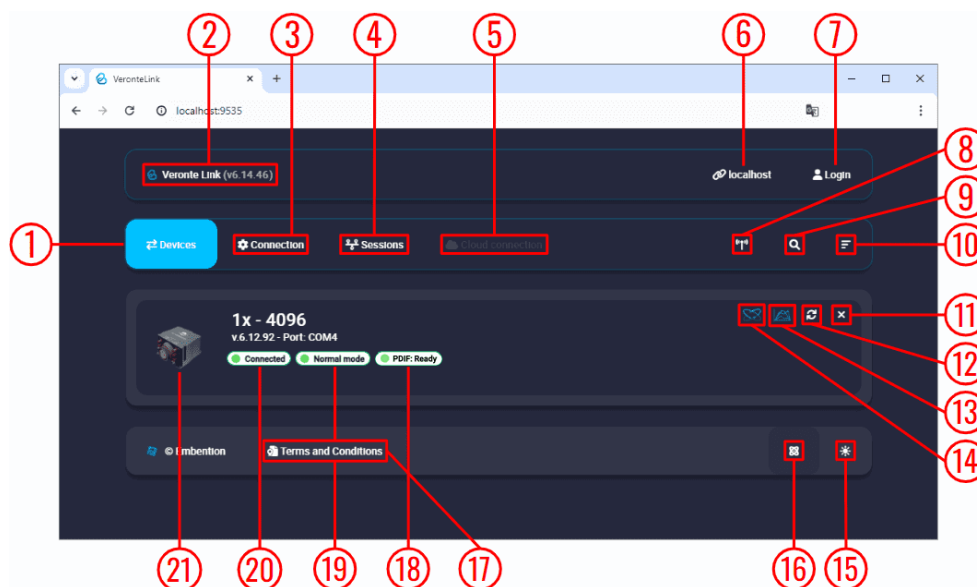 2 3 4 5 6 7
VeronteLink
localhost:9535
8
Veronte Link (v6.14.46) localhost Login
9
1 Devices Connection Sessions Cloud connection 10
1x - 4096 11
v.6.12.92 - Port: COM4
Connected Normal mode PDIF: Ready 12
13
© Embention Terms and Conditions 14
21 20 19 18 17 16 15